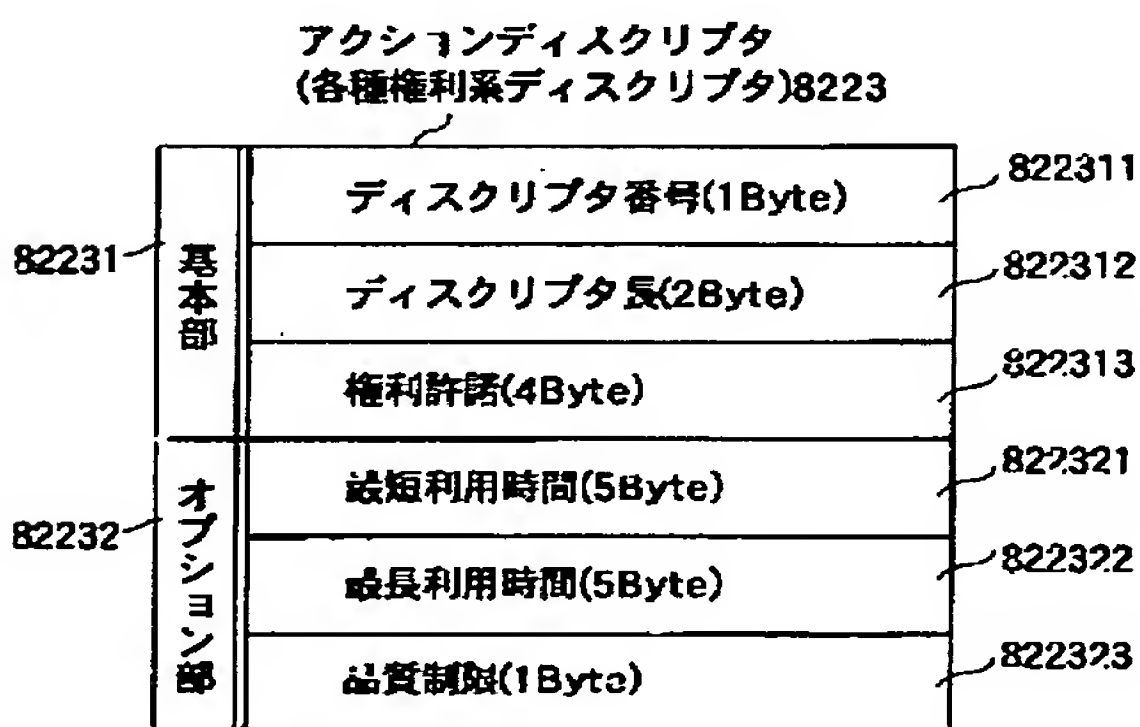 アクションディスクリプタ
(各種権利系ディスクリプタ)8223
82231
基本部
ディスクリプタ番号(1Byte)
822311
ディスクリプタ長(2Byte)
822312
権利許諾(4Byte)
822313
82232
オプション部
最短利用時間(5Byte)
822321
最長利用時間(5Byte)
822322
品質制限(1Byte)
822323